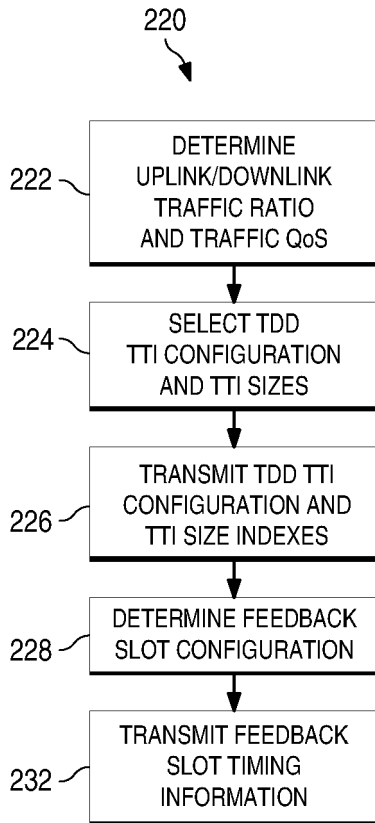 220
222
DETERMINE
UPLINK/DOWNLINK
TRAFFIC RATIO
AND TRAFFIC QoS
224
SELECT TDD
TTI CONFIGURATION
AND TTI SIZES
226
TRANSMIT TDD TTI
CONFIGURATION AND
TTI SIZE INDEXES
228
DETERMINE FEEDBACK
SLOT CONFIGURATION
232
TRANSMIT FEEDBACK
SLOT TIMING
INFORMATION